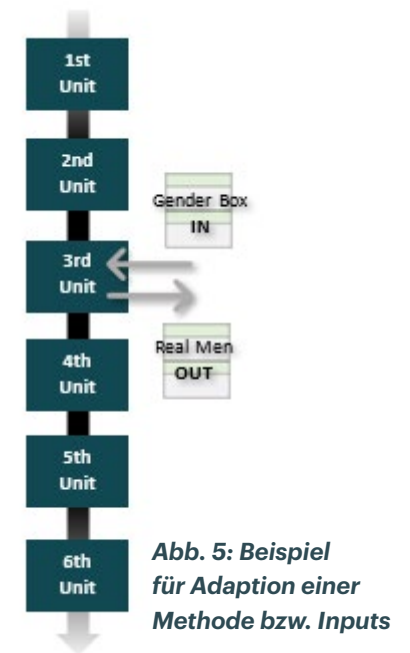 1st
Unit
2nd
Unit
Gender Box
IN
3rd
Unit
Real Men
OUT
4th
Unit
5th
Unit
6th
Unit
Abb. 5: Beispiel
für Adaption einer
Methode bzw. Inputs